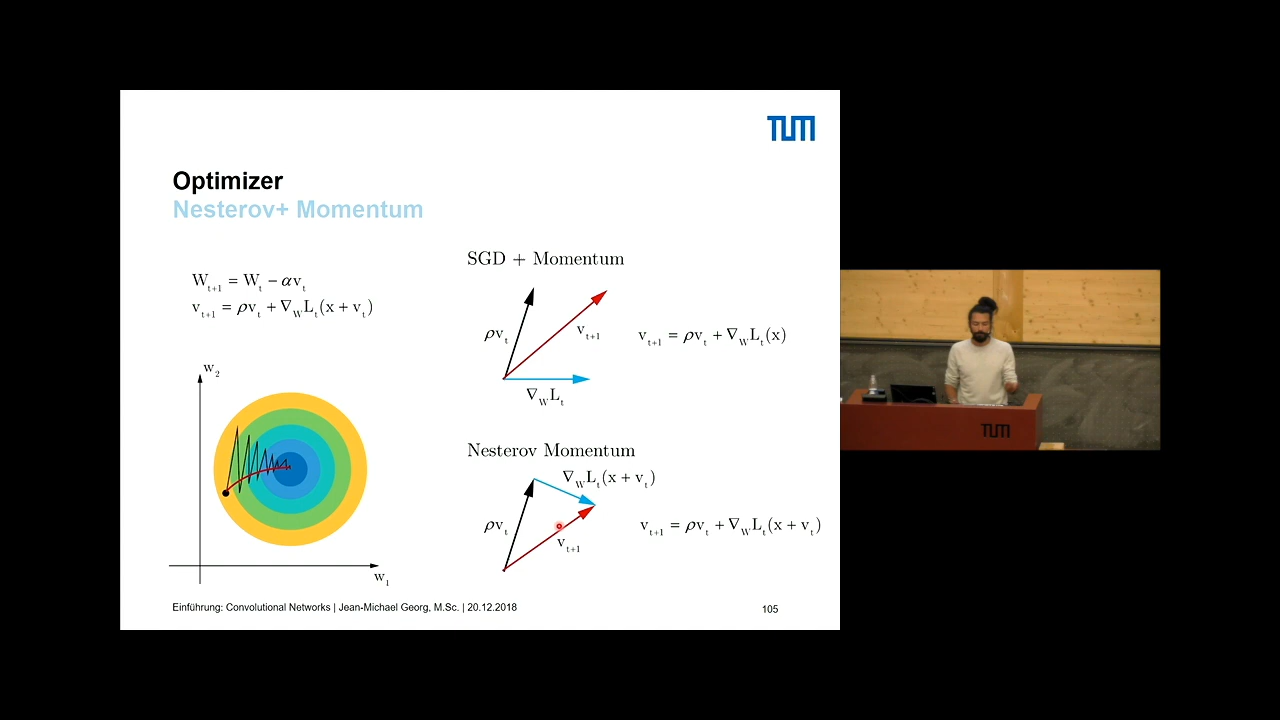 TUM
Optimizer
Nesterov+ Momentum
W_{t+1} = W_t − αv_t
v_{t+1} = ρv_t + ∇_W L_t(x + v_t)
w_2
w_1
SGD + Momentum
ρv_t
v_{t+1}
∇_W L_t
v_{t+1} = ρv_t + ∇_W L_t(x)
Nesterov Momentum
∇_W L_t(x + v_t)
ρv_t
v_{t+1}
v_{t+1} = ρv_t + ∇_W L_t(x + v_t)
Einführung: Convolutional Networks | Jean-Michael Georg, M.Sc. | 20.12.2018
105
TUM